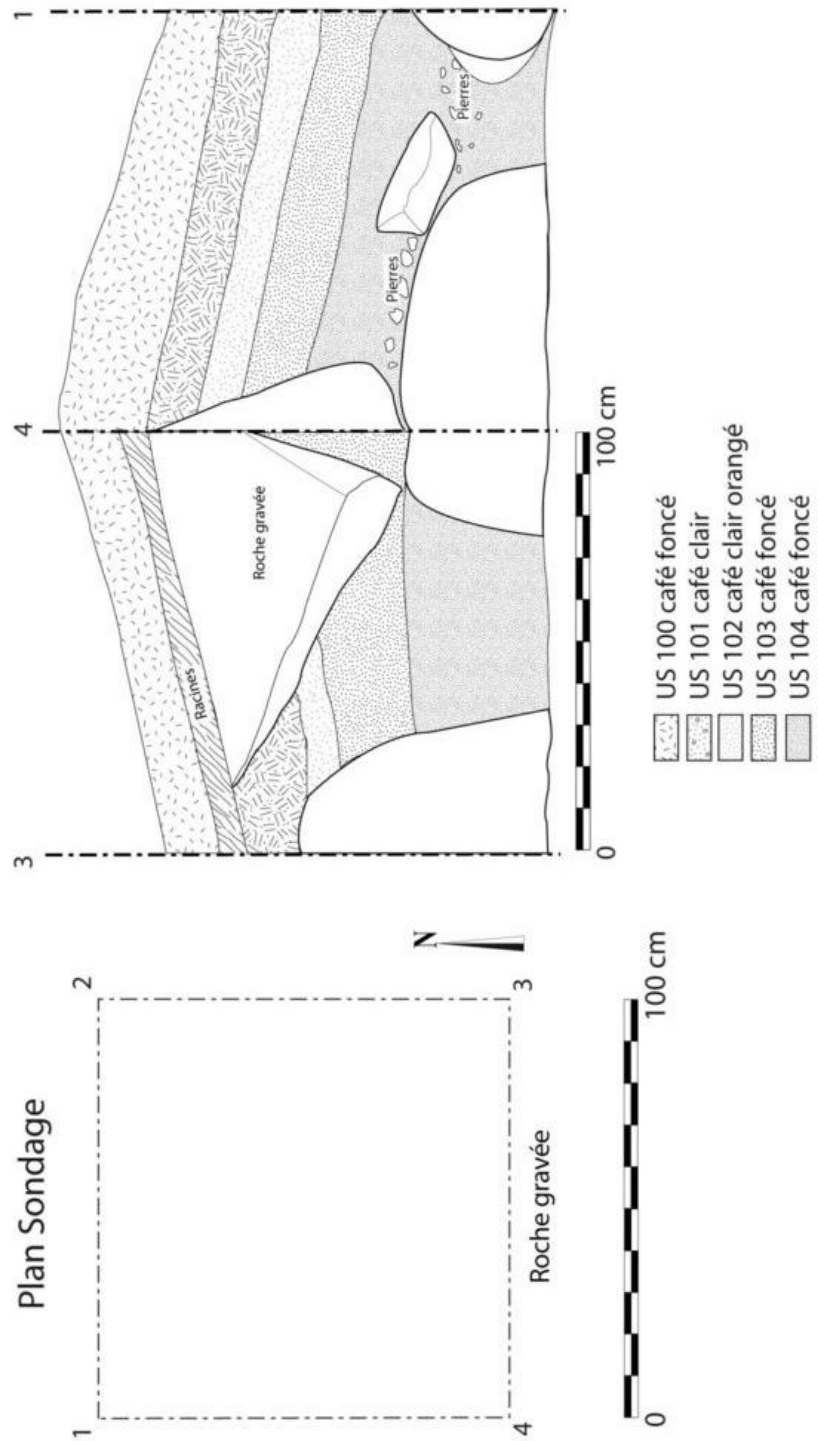 Plan Sondage
1
2
4
3
Roche gravée
N
0
100 cm
3
4
1
Racines
Roche gravée
Pierres
Pierres
0
100 cm
US 100 café foncé
US 101 café clair
US 102 café clair orangé
US 103 café foncé
US 104 café foncé